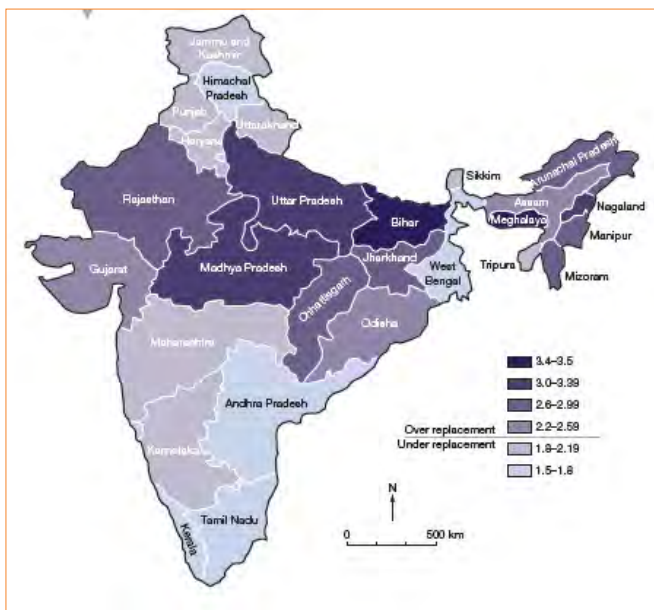 Jammu and
Kashmir
Himachal
Pradesh
Punjab
Uttarakhand
Haryana
Rajasthan
Uttar Pradesh
Bihar
Sikkim
Arunachal Pradesh
Assam
Nagaland
Meghalaya
Manipur
Tripura
Mizoram
Gujarat
Madhya Pradesh
Jharkhand
West
Bengal
Chhattisgarh
Odisha
Maharashtra
Andhra Pradesh
Karnataka
Tamil Nadu
Kerala
3.4–3.5
3.0–3.39
2.6–2.99
2.2–2.59
Over replacement
Under replacement
1.8–2.19
1.5–1.8
N
0 500 km